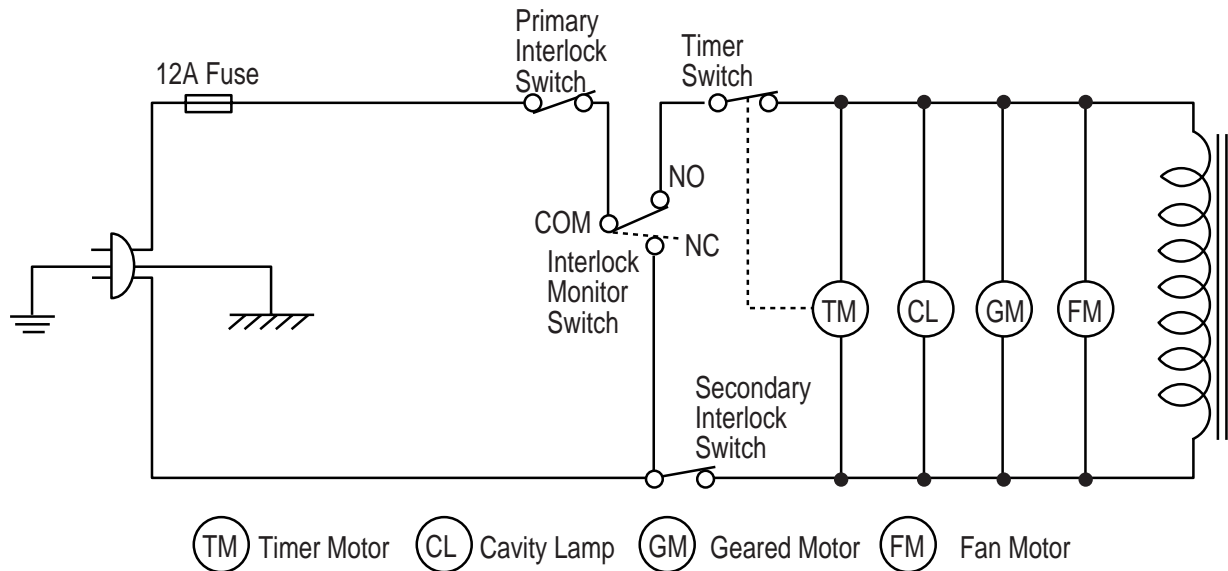 Primary
Interlock
Switch
Timer
Switch
12A Fuse
NO
COM
NC
Interlock
Monitor
Switch
TM
CL
GM
FM
Secondary
Interlock
Switch
TM Timer Motor CL Cavity Lamp GM Geared Motor FM Fan Motor